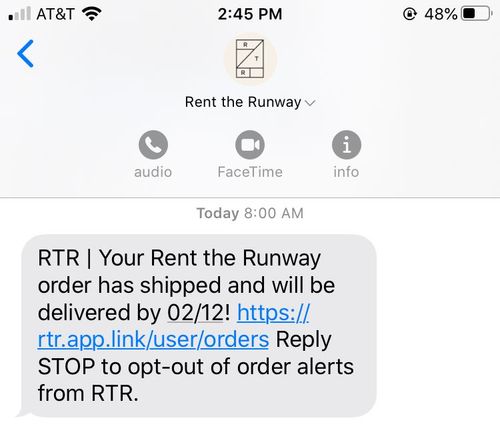 AT&T 2:45 PM 48%
R
T
R
Rent the Runway
audio FaceTime info
Today 8:00 AM
RTR | Your Rent the Runway
order has shipped and will be
delivered by 02/12! https://
rtr.app.link/user/orders Reply
STOP to opt-out of order alerts
from RTR.